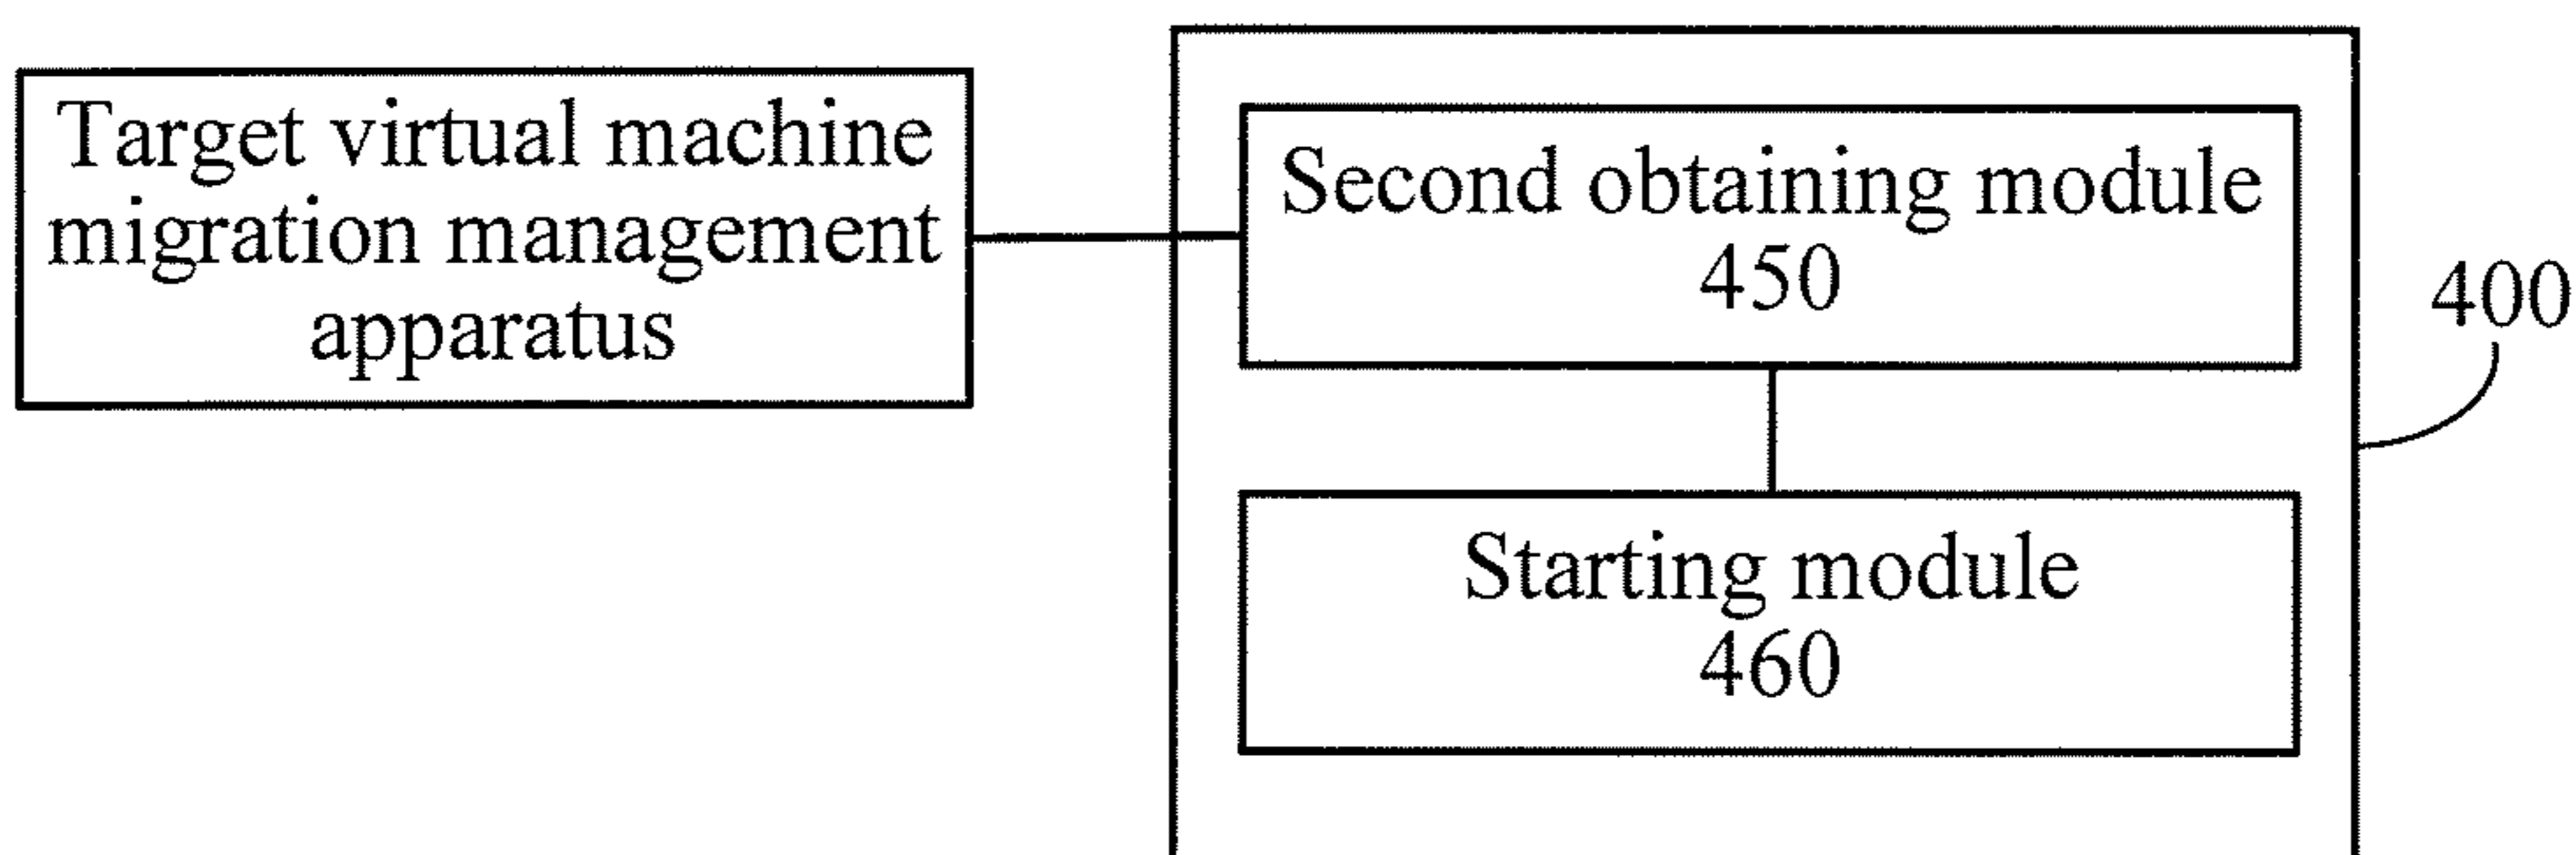 Target virtual machine
migration management
apparatus
Second obtaining module
450
400
Starting module
460